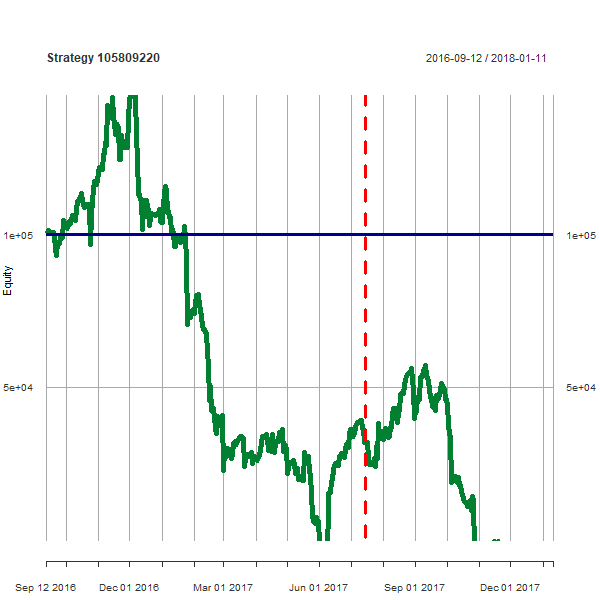 Strategy 105809220
2016-09-12 / 2018-01-11
1e+05
1e+05
Equity
5e+04
5e+04
Sep 12 2016
Dec 01 2016
Mar 01 2017
Jun 01 2017
Sep 01 2017
Dec 01 2017